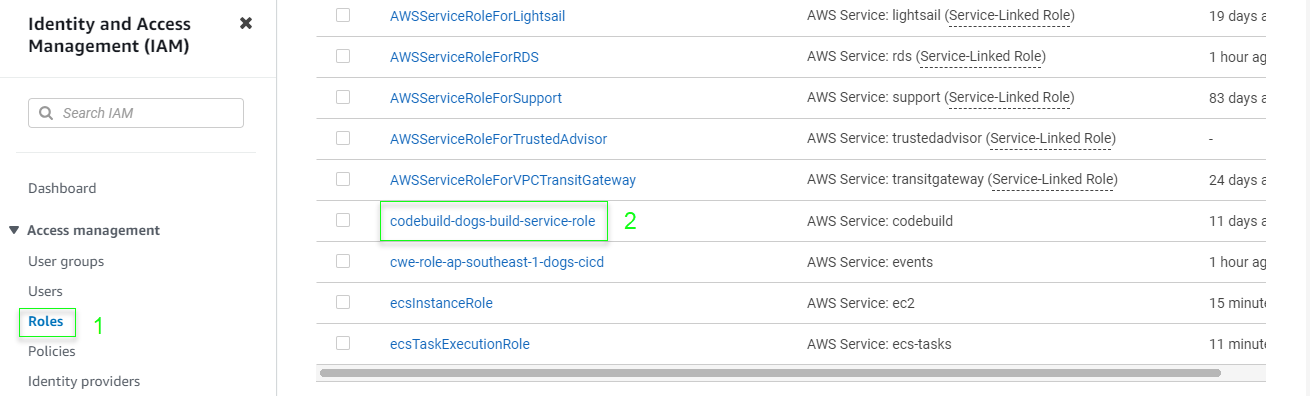 Identity and Access
Management (IAM)
Search IAM
Dashboard
Access management
User groups
Users
Roles 1
Policies
Identity providers
AWSServiceRoleForLightsail AWS Service: lightsail (Service-Linked Role) 19 days a
AWSServiceRoleForRDS AWS Service: rds (Service-Linked Role) 1 hour ag
AWSServiceRoleForSupport AWS Service: support (Service-Linked Role) 83 days a
AWSServiceRoleForTrustedAdvisor AWS Service: trustedadvisor (Service-Linked Role) -
AWSServiceRoleForVPCTransitGateway AWS Service: transitgateway (Service-Linked Role) 24 days a
codebuild-dogs-build-service-role 2 AWS Service: codebuild 11 days a
cwe-role-ap-southeast-1-dogs-cicd AWS Service: events 1 hour ag
ecsInstanceRole AWS Service: ec2 15 minute
ecsTaskExecutionRole AWS Service: ecs-tasks 11 minut